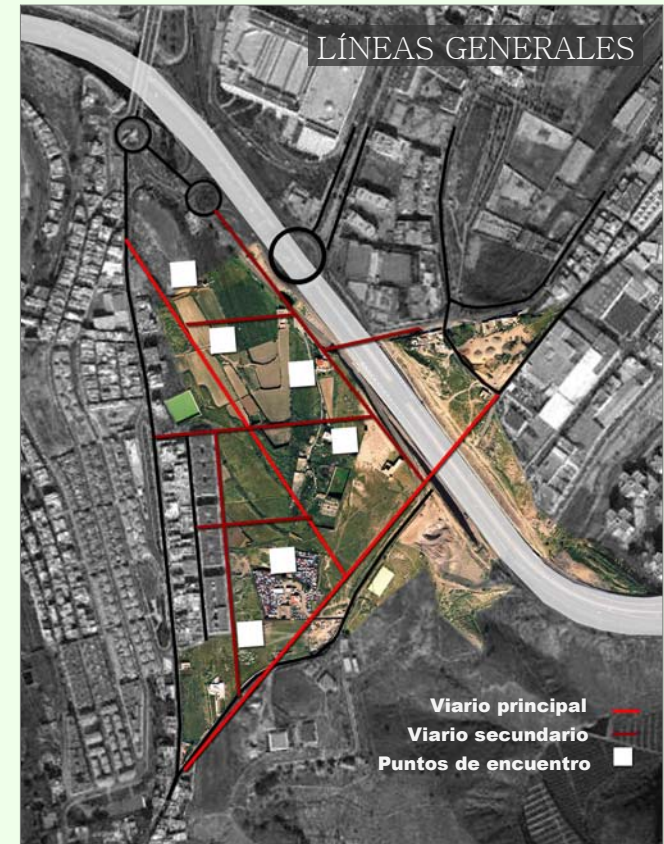 LÍNEAS GENERALES
Viario principal
Viario secundario
Puntos de encuentro